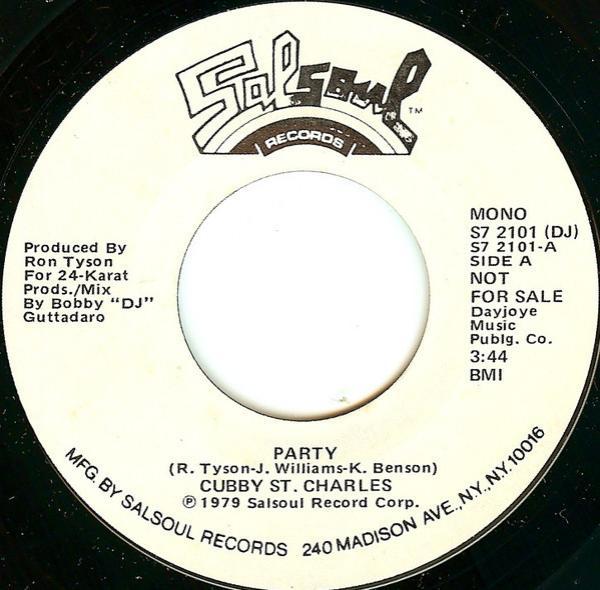 Salsoul
TM
RECORDS
Produced By
Ron Tyson
For 24-Karat
Prods./Mix
By Bobby "DJ"
Guttadaro
MONO
S7 2101 (DJ)
S7 2101-A
SIDE A
NOT
FOR SALE
Dayjoye
Music
Publg. Co.
3:44
BMI
PARTY
(R. Tyson-J. Williams-K. Benson)
CUBBY ST. CHARLES
℗ 1979 Salsoul Record Corp.
MFG. BY SALSOUL RECORDS 240 MADISON AVE., N.Y., N.Y. 10016